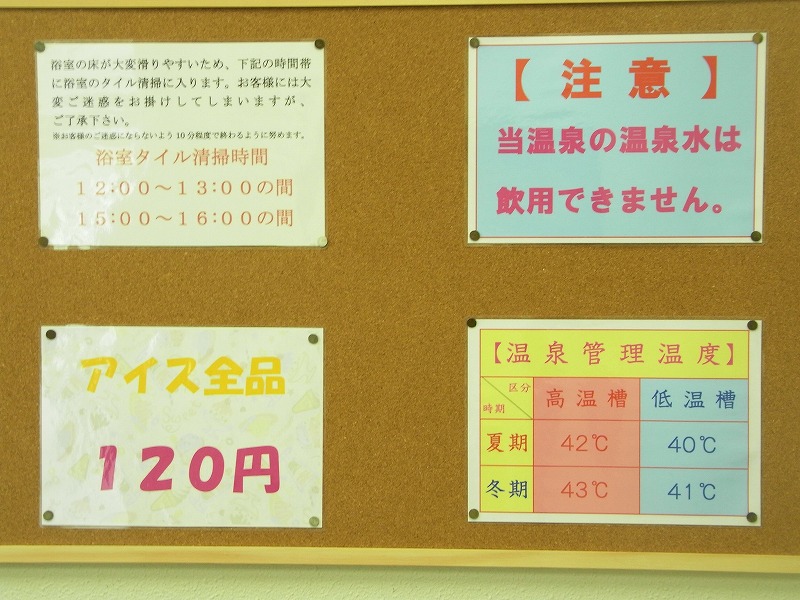 浴室の床が大変滑りやすいため、下記の時間帯
に浴室のタイル清掃に入ります。お客様には大
変ご迷惑をお掛けしてしまいますが、
ご了承下さい。
※お客様のご迷惑にならないよう10分程度で終わるように努めます。
浴室タイル清掃時間
12:00～13:00の間
15:00～16:00の間
【注意】
当温泉の温泉水は
飲用できません。
アイス全品
120円
【温泉管理温度】
区分
時期
高温槽 低温槽
夏期 42℃ 40℃
冬期 43℃ 41℃